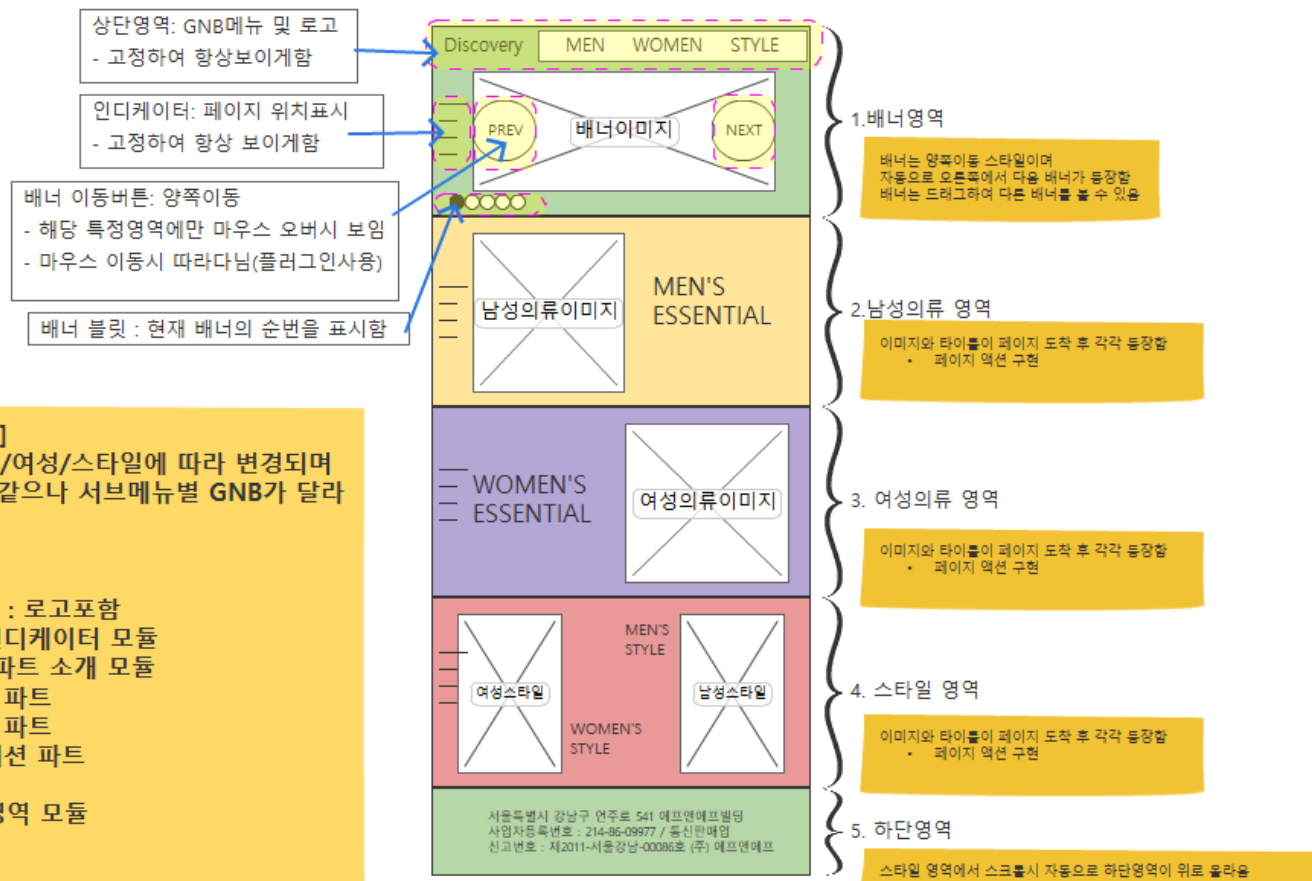 상단영역: GNB메뉴 및 로고
- 고정하여 항상보이게함
인디케이터: 페이지 위치표시
- 고정하여 항상 보이게함
배너 이동버튼: 양쪽이동
- 해당 특정영역에만 마우스 오버시 보임
- 마우스 이동시 따라다님(플러그인사용)
배너 블릿 : 현재 배너의 순번을 표시함
]
/여성/스타일에 따라 변경되며
같으나 서브메뉴별 GNB가 달라
: 로고포함
인디케이터 모듈
파트 소개 모듈
파트
파트
션 파트
영역 모듈
Discovery MEN WOMEN STYLE
PREV 배너이미지 NEXT
남성의류이미지
MEN'S
ESSENTIAL
WOMEN'S
ESSENTIAL
여성의류이미지
여성스타일
WOMEN'S
STYLE
MEN'S
STYLE
남성스타일
서울특별시 강남구 언주로 541 에프앤에프빌딩
사업자등록번호 : 214-86-09977 / 통신판매업
신고번호 : 제2011-서울강남-00086호 (주) 에프앤에프
1.배너영역
배너는 양쪽이동 스타일이며
자동으로 오른쪽에서 다음 배너가 등장함
배너는 드래그하여 다른 배너를 볼 수 있음
2.남성의류 영역
이미지와 타이틀이 페이지 도착 후 각각 등장함
• 페이지 액션 구현
3. 여성의류 영역
이미지와 타이틀이 페이지 도착 후 각각 등장함
• 페이지 액션 구현
4. 스타일 영역
이미지와 타이틀이 페이지 도착 후 각각 등장함
• 페이지 액션 구현
5. 하단영역
스타일 영역에서 스크롤시 자동으로 하단영역이 위로 올라옴